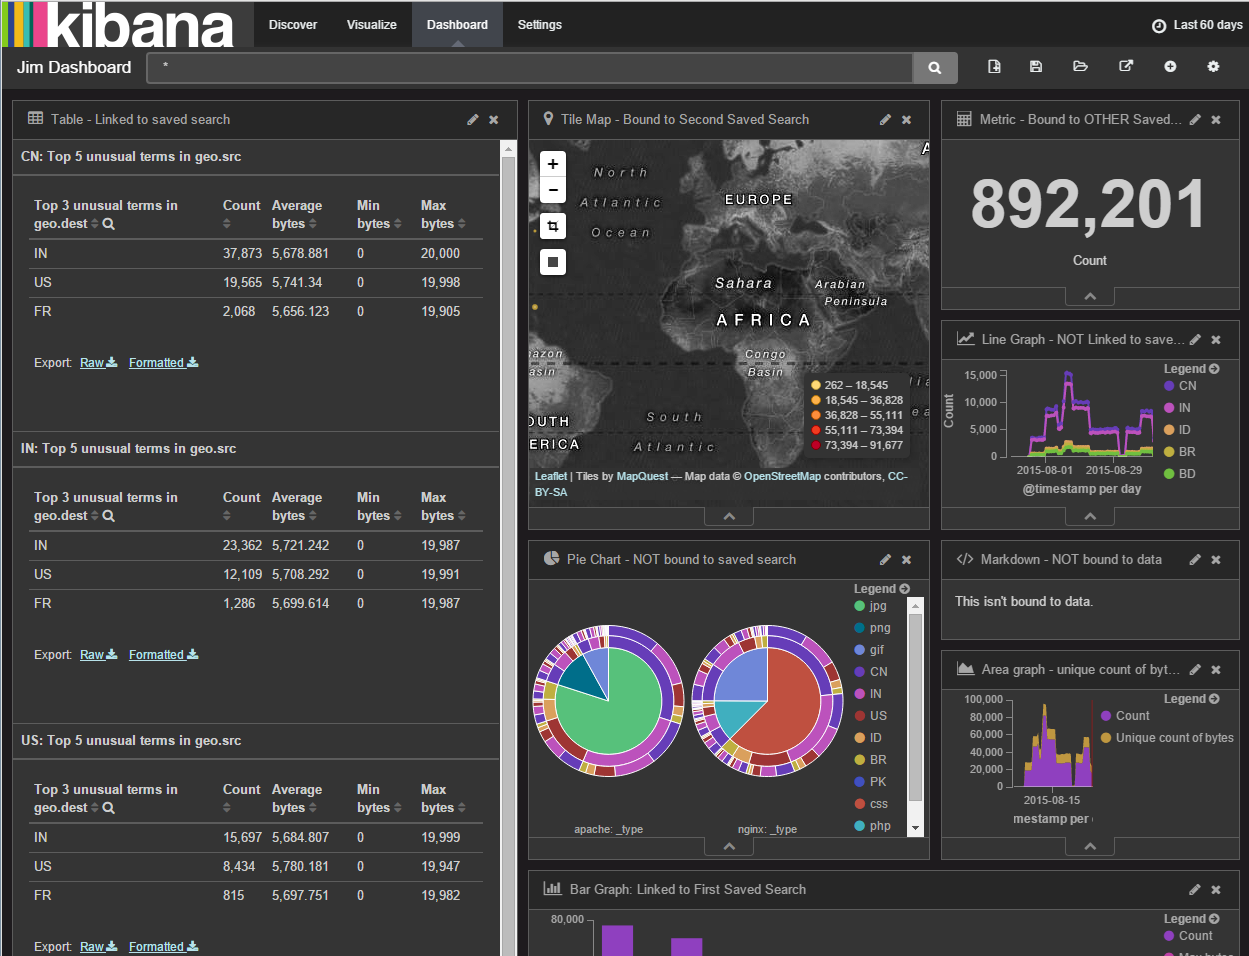 kibana
Discover
Visualize
Dashboard
Settings
Last 60 days
Jim Dashboard
*
Table - Linked to saved search
CN: Top 5 unusual terms in geo.src
Top 3 unusual terms in geo.dest Count Average bytes Min bytes Max bytes
IN 37,873 5,678.881 0 20,000
US 19,565 5,741.34 0 19,998
FR 2,068 5,656.123 0 19,905
Export: Raw Formatted
IN: Top 5 unusual terms in geo.src
Top 3 unusual terms in geo.dest Count Average bytes Min bytes Max bytes
IN 23,362 5,721.242 0 19,987
US 12,109 5,708.292 0 19,991
FR 1,286 5,699.614 0 19,987
Export: Raw Formatted
US: Top 5 unusual terms in geo.src
Top 3 unusual terms in geo.dest Count Average bytes Min bytes Max bytes
IN 15,697 5,684.807 0 19,999
US 8,434 5,780.181 0 19,947
FR 815 5,697.751 0 19,982
Export: Raw Formatted
Tile Map - Bound to Second Saved Search
+
−
North
Atlantic
Ocean
EUROPE
A
Sahara
Arabian
Peninsula
AFRICA
Congo
Basin
azon
asin
OUTH
ERICA
South
Atlantic
262 – 18,545
18,545 – 36,828
36,828 – 55,111
55,111 – 73,394
73,394 – 91,677
Leaflet | Tiles by MapQuest — Map data © OpenStreetMap contributors, CC-
BY-SA
Pie Chart - NOT bound to saved search
Legend
jpg
png
gif
CN
IN
US
ID
BR
PK
css
php
apache: _type
nginx: _type
Bar Graph: Linked to First Saved Search
80,000
Legend
Count
Metric - Bound to OTHER Saved...
892,201
Count
Line Graph - NOT Linked to save...
Legend
CN
IN
ID
BR
BD
Count
15,000
10,000
5,000
0
2015-08-01 2015-08-29
@timestamp per day
Markdown - NOT bound to data
This isn't bound to data.
Area graph - unique count of byt...
Legend
Count
Unique count of bytes
100,000
80,000
60,000
40,000
20,000
0
2015-08-15
mestamp per